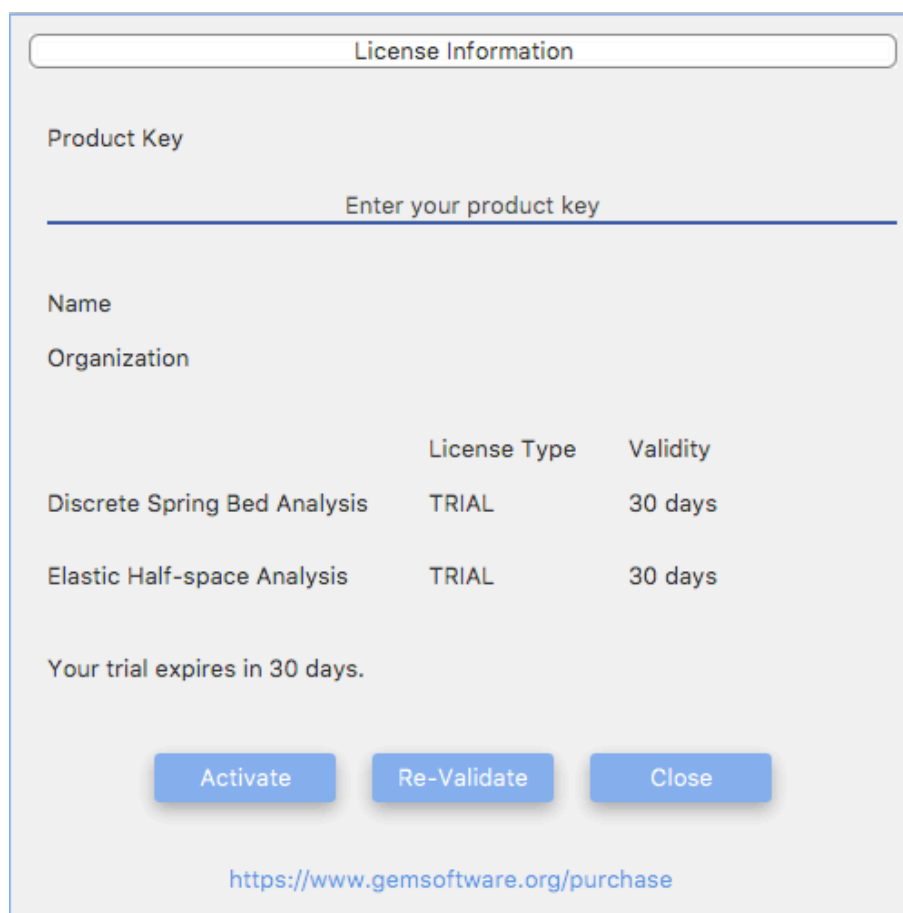 License Information
Product Key
Enter your product key
Name
Organization
License Type Validity
Discrete Spring Bed Analysis TRIAL 30 days
Elastic Half-space Analysis TRIAL 30 days
Your trial expires in 30 days.
Activate Re-Validate Close
https://www.gemsoftware.org/purchase